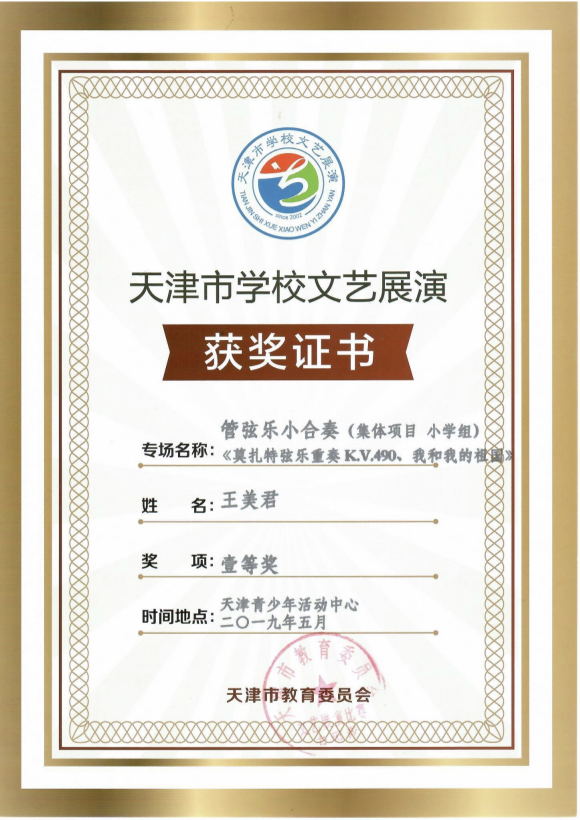 天津市学校文艺展演
TIAN JIN SHI XUE XIAO WEN YI ZHAN YAN
since 2002
天津市学校文艺展演
获奖证书
管弦乐小合奏（集体项目 小学组）
专场名称：《莫扎特弦乐重奏 K.V.490、我和我的祖国》
姓 名：王美君
奖 项：壹等奖
天津青少年活动中心
时间地点：二〇一九年五月
天津市教育委员会
天津市教育委员会